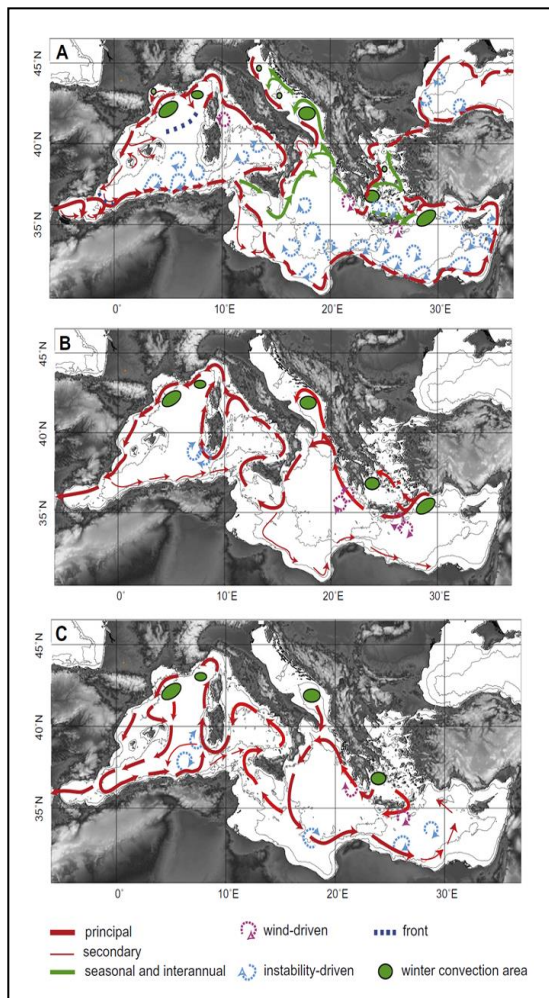 A
45°N
40°N
35°N
0°
10°E
20°E
30°E
B
45°N
40°N
35°N
0°
10°E
20°E
30°E
C
45°N
40°N
35°N
0°
10°E
20°E
30°E
principal
wind-driven
front
secondary
seasonal and interannual
instability-driven
winter convection area